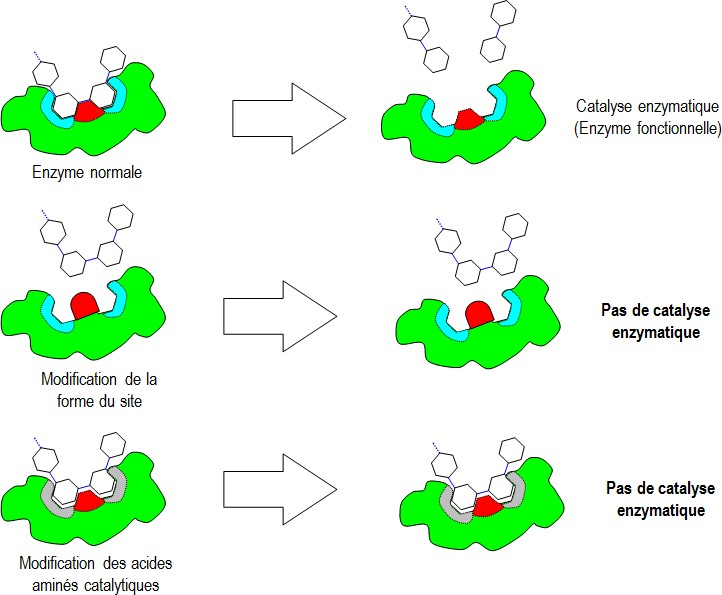 Catalyse enzymatique
(Enzyme fonctionnelle)
Enzyme normale
Pas de catalyse
enzymatique
Modification de la
forme du site
Pas de catalyse
enzymatique
Modification des acides
aminés catalytiques